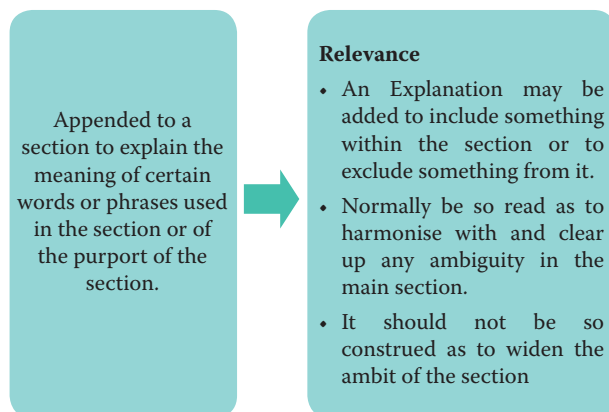 Appended to a
section to explain the
meaning of certain
words or phrases used
in the section or of
the purport of the
section.
Relevance
• An Explanation may be
added to include something
within the section or to
exclude something from it.
• Normally be so read as to
harmonise with and clear
up any ambiguity in the
main section.
• It should not be so
construed as to widen the
ambit of the section